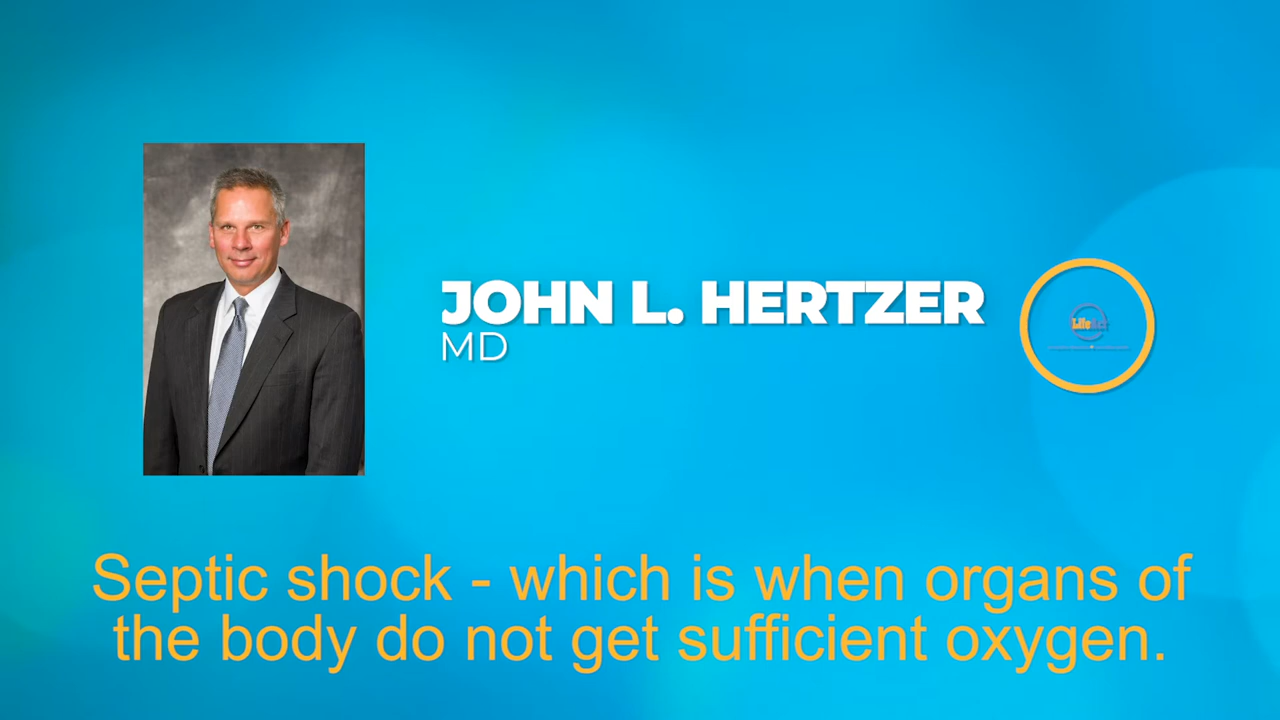 JOHN L. HERTZER
MD
Septic shock - which is when organs of
the body do not get sufficient oxygen.